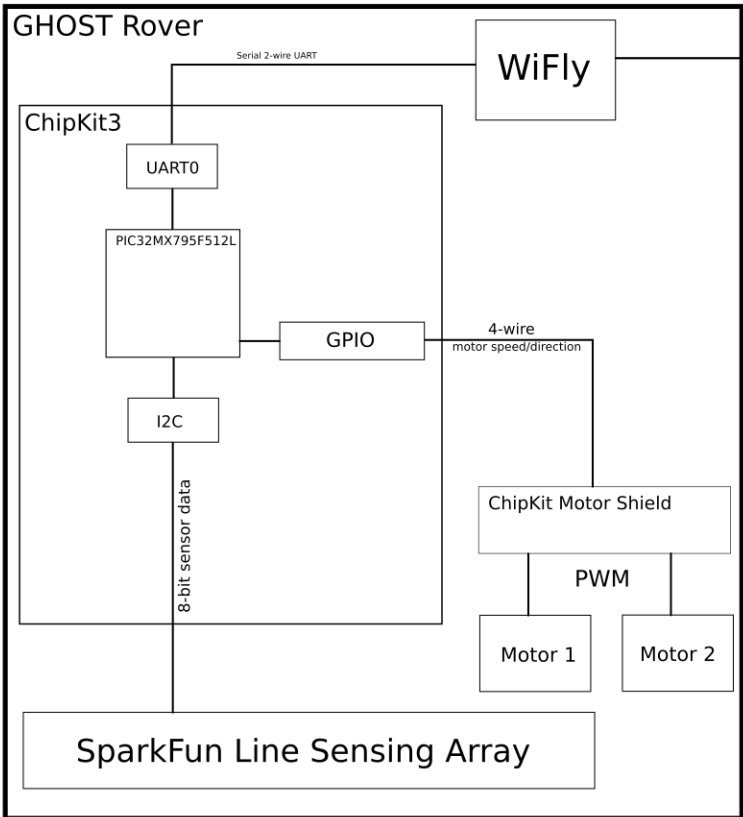 GHOST Rover
Serial 2-wire UART
WiFly
ChipKit3
UART0
PIC32MX795F512L
GPIO
4-wire
motor speed/direction
I2C
8-bit sensor data
ChipKit Motor Shield
PWM
Motor 1
Motor 2
SparkFun Line Sensing Array